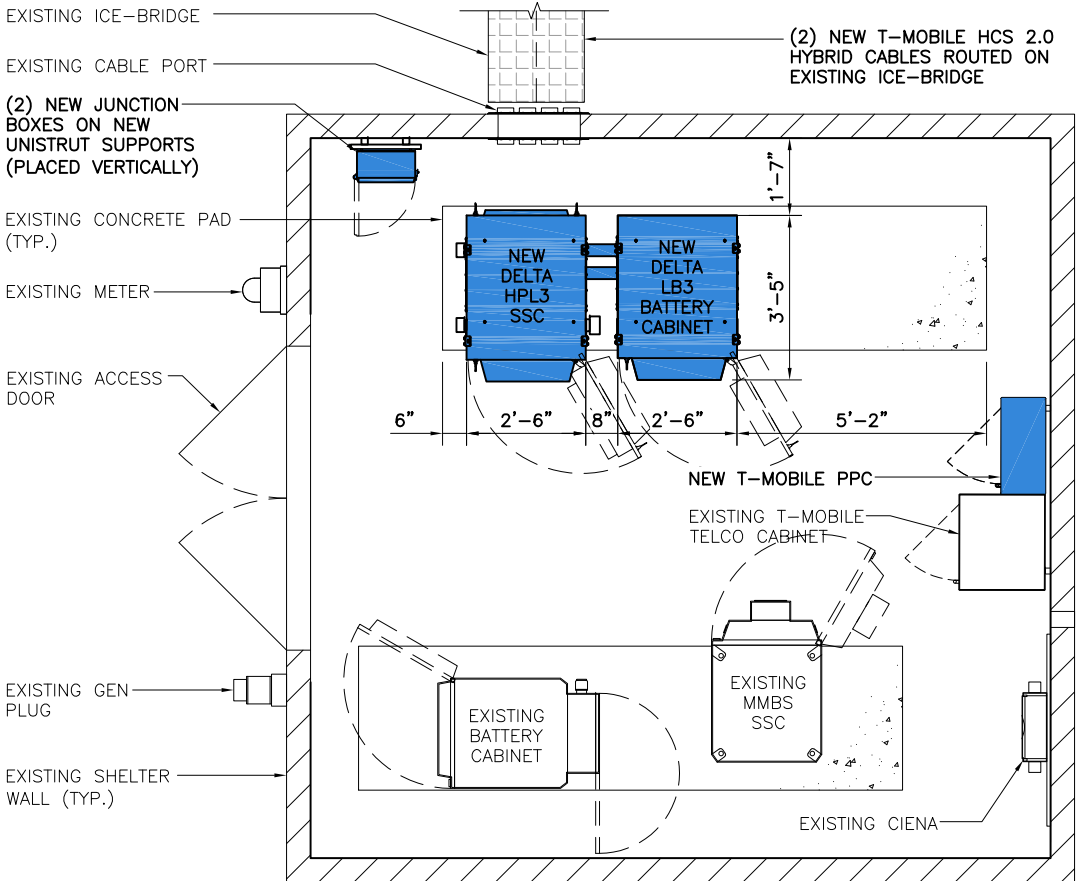 EXISTING ICE-BRIDGE
EXISTING CABLE PORT
(2) NEW JUNCTION
BOXES ON NEW
UNISTRUT SUPPORTS
(PLACED VERTICALLY)
EXISTING CONCRETE PAD
(TYP.)
EXISTING METER
EXISTING ACCESS
DOOR
EXISTING GEN
PLUG
EXISTING SHELTER
WALL (TYP.)
(2) NEW T-MOBILE HCS 2.0
HYBRID CABLES ROUTED ON
EXISTING ICE-BRIDGE
1'-7"
3'-5"
NEW
DELTA
HPL3
SSC
NEW
DELTA
LB3
BATTERY
CABINET
6"
2'-6"
8"
2'-6"
5'-2"
NEW T-MOBILE PPC
EXISTING T-MOBILE
TELCO CABINET
EXISTING
BATTERY
CABINET
EXISTING
MMBS
SSC
EXISTING CIENA